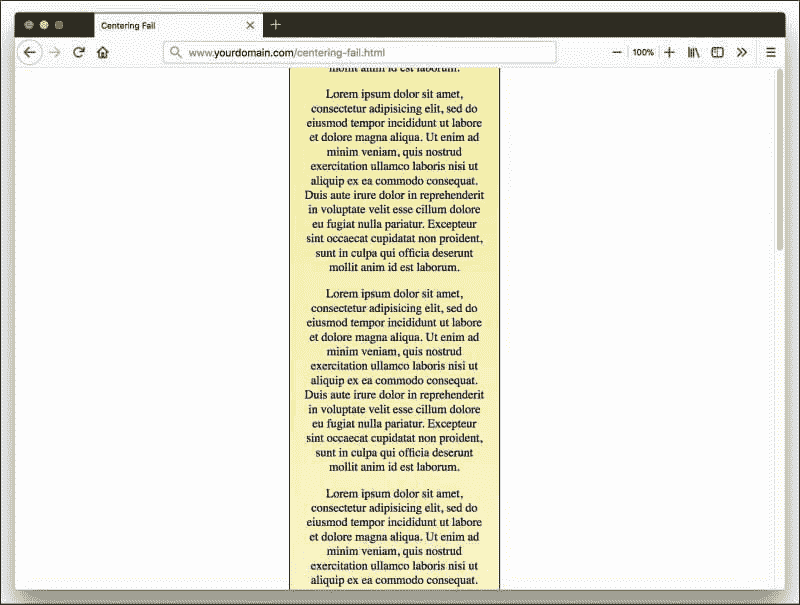 Centering Fail
www.yourdomain.com/centering-fail.html
100%
mollit anim id est laborum.
Lorem ipsum dolor sit amet,
consectetur adipisicing elit, sed do
eiusmod tempor incididunt ut labore
et dolore magna aliqua. Ut enim ad
minim veniam, quis nostrud
exercitation ullamco laboris nisi ut
aliquip ex ea commodo consequat.
Duis aute irure dolor in reprehenderit
in voluptate velit esse cillum dolore
eu fugiat nulla pariatur. Excepteur
sint occaecat cupidatat non proident,
sunt in culpa qui officia deserunt
mollit anim id est laborum.
Lorem ipsum dolor sit amet,
consectetur adipisicing elit, sed do
eiusmod tempor incididunt ut labore
et dolore magna aliqua. Ut enim ad
minim veniam, quis nostrud
exercitation ullamco laboris nisi ut
aliquip ex ea commodo consequat.
Duis aute irure dolor in reprehenderit
in voluptate velit esse cillum dolore
eu fugiat nulla pariatur. Excepteur
sint occaecat cupidatat non proident,
sunt in culpa qui officia deserunt
mollit anim id est laborum.
Lorem ipsum dolor sit amet,
consectetur adipisicing elit, sed do
eiusmod tempor incididunt ut labore
et dolore magna aliqua. Ut enim ad
minim veniam, quis nostrud
exercitation ullamco laboris nisi ut
aliquip ex ea commodo consequat.